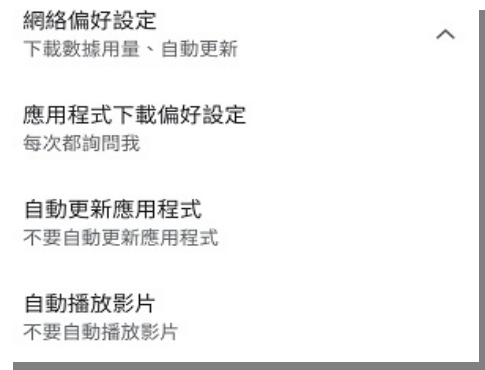 網絡偏好設定
下載數據用量、自動更新
應用程式下載偏好設定
每次都詢問我
自動更新應用程式
不要自動更新應用程式
自動播放影片
不要自動播放影片